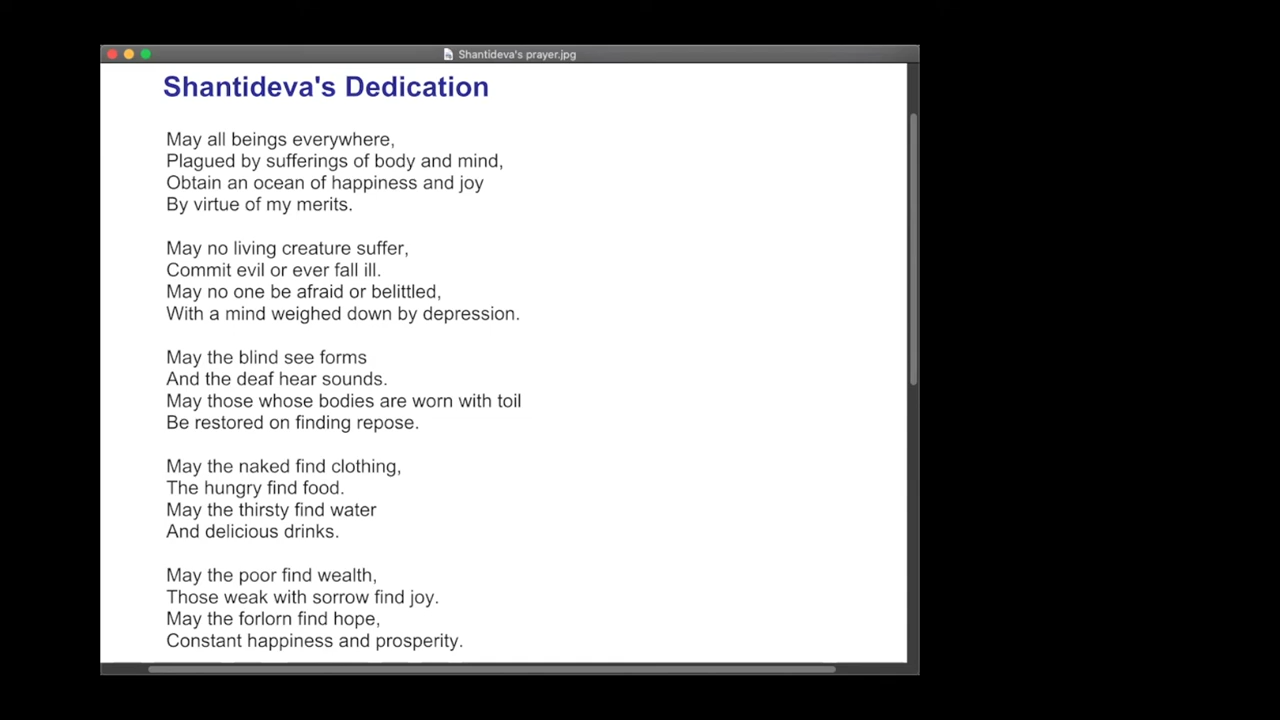 Shantideva's prayer.jpg
Shantideva's Dedication
May all beings everywhere,
Plagued by sufferings of body and mind,
Obtain an ocean of happiness and joy
By virtue of my merits.
May no living creature suffer,
Commit evil or ever fall ill.
May no one be afraid or belittled,
With a mind weighed down by depression.
May the blind see forms
And the deaf hear sounds.
May those whose bodies are worn with toil
Be restored on finding repose.
May the naked find clothing,
The hungry find food.
May the thirsty find water
And delicious drinks.
May the poor find wealth,
Those weak with sorrow find joy.
May the forlorn find hope,
Constant happiness and prosperity.